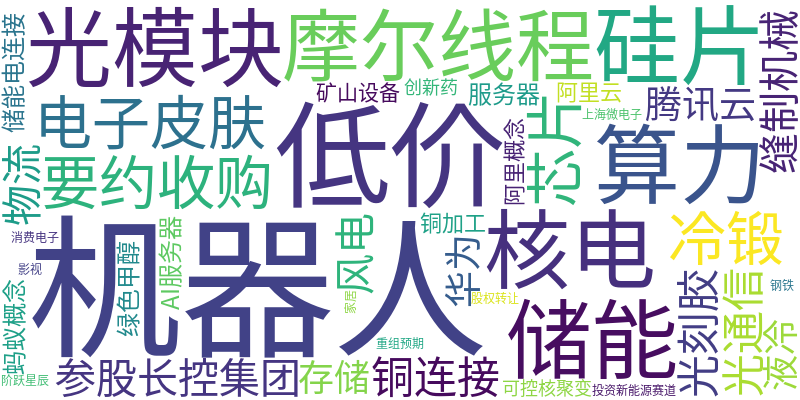 光模块
摩尔线程
硅片
储能电连接
矿山设备
创新药
服务器
阿里云
腾讯云
上海微电子
缝制机械
电子皮肤
低价
阿里概念
芯片
算力
物流
要约收购
机器人
核电
冷锻
消费电子
影视
绿色甲醇
AI服务器
风电
铜加工
华为
股权转让
家居
储能
光刻胶
光通信
钢铁
液冷
蚂蚁概念
重组预期
阶跃星辰
参股长控集团
存储
铜连接
可控核聚变
投资新能源赛道